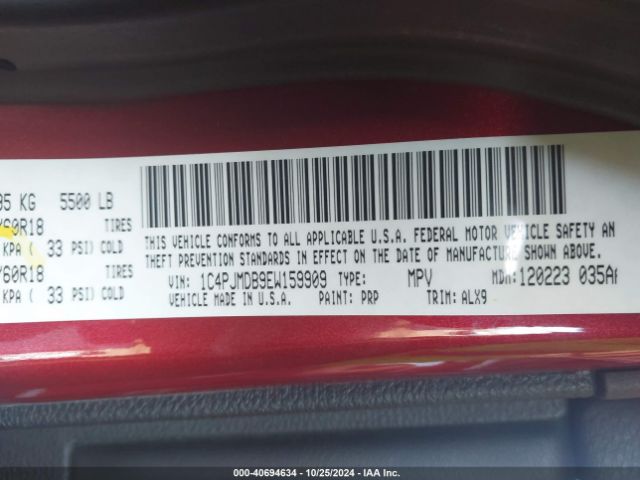 95 KG 5500 LB
/60R18 TIRES
KPA ( 33 PSI) COLD
/60R18 TIRES
KPA ( 33 PSI) COLD
THIS VEHICLE CONFORMS TO ALL APPLICABLE U.S.A. FEDERAL MOTOR VEHICLE SAFETY AN
THEFT PREVENTION STANDARDS IN EFFECT ON THE DATE OF MANUFACTURE SHOWN ABOVE.
VIN: 1C4PJMDB9EW159909 TYPE: MPV MDH:120223 035A
VEHICLE MADE IN U.S.A. PAINT: PRP TRIM: ALX9
000-40694634 - 10/25/2024 - IAA Inc.